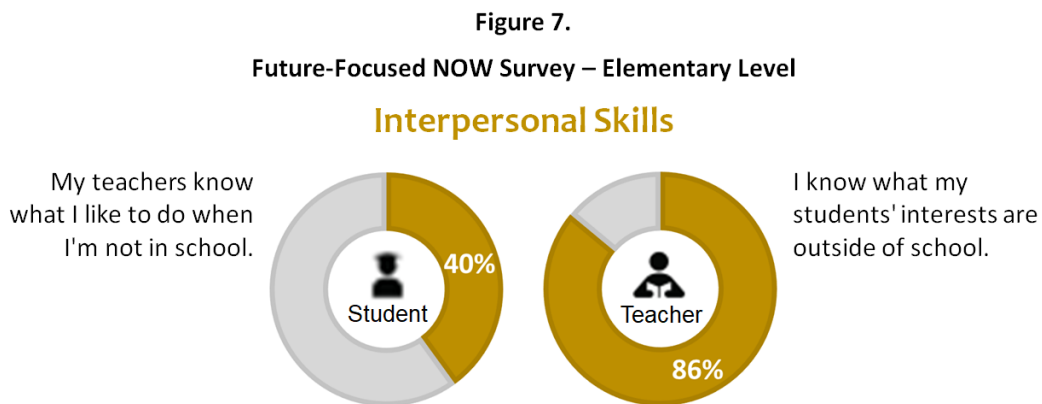 Figure 7.
Future-Focused NOW Survey – Elementary Level
Interpersonal Skills
My teachers know
what I like to do when
I'm not in school.
40%
Student
86%
Teacher
I know what my
students' interests are
outside of school.